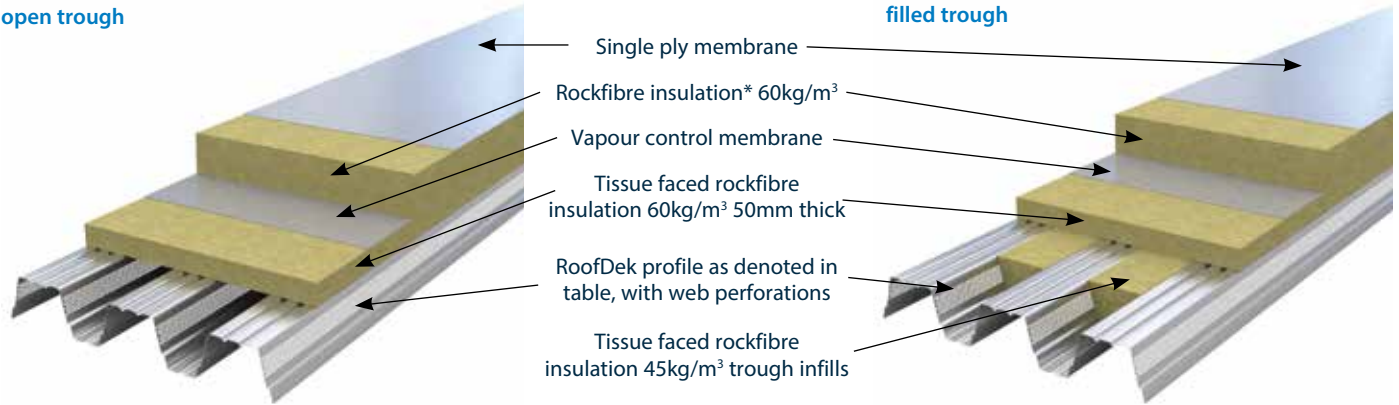 open trough
filled trough
Single ply membrane
Rockfibre insulation* 60kg/m³
Vapour control membrane
Tissue faced rockfibre
insulation 60kg/m³ 50mm thick
RoofDek profile as denoted in
table, with web perforations
Tissue faced rockfibre
insulation 45kg/m³ trough infills